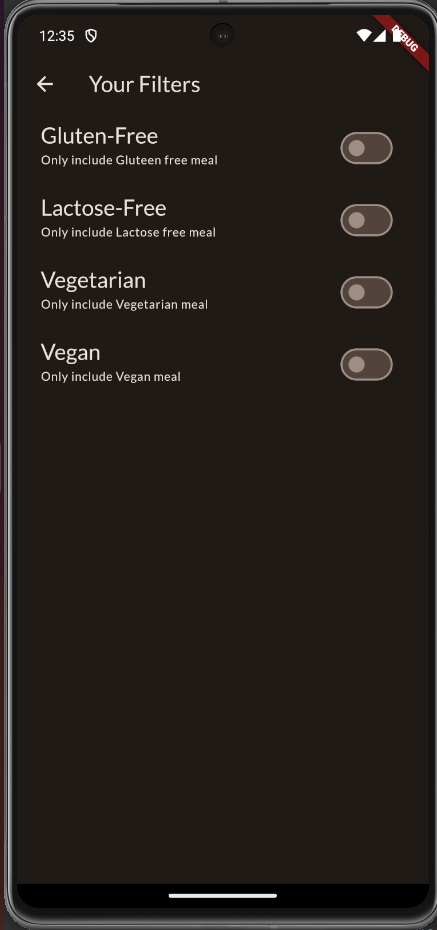 12:35
DEBUG
Your Filters
Gluten-Free
Only include Gluteen free meal
Lactose-Free
Only include Lactose free meal
Vegetarian
Only include Vegetarian meal
Vegan
Only include Vegan meal